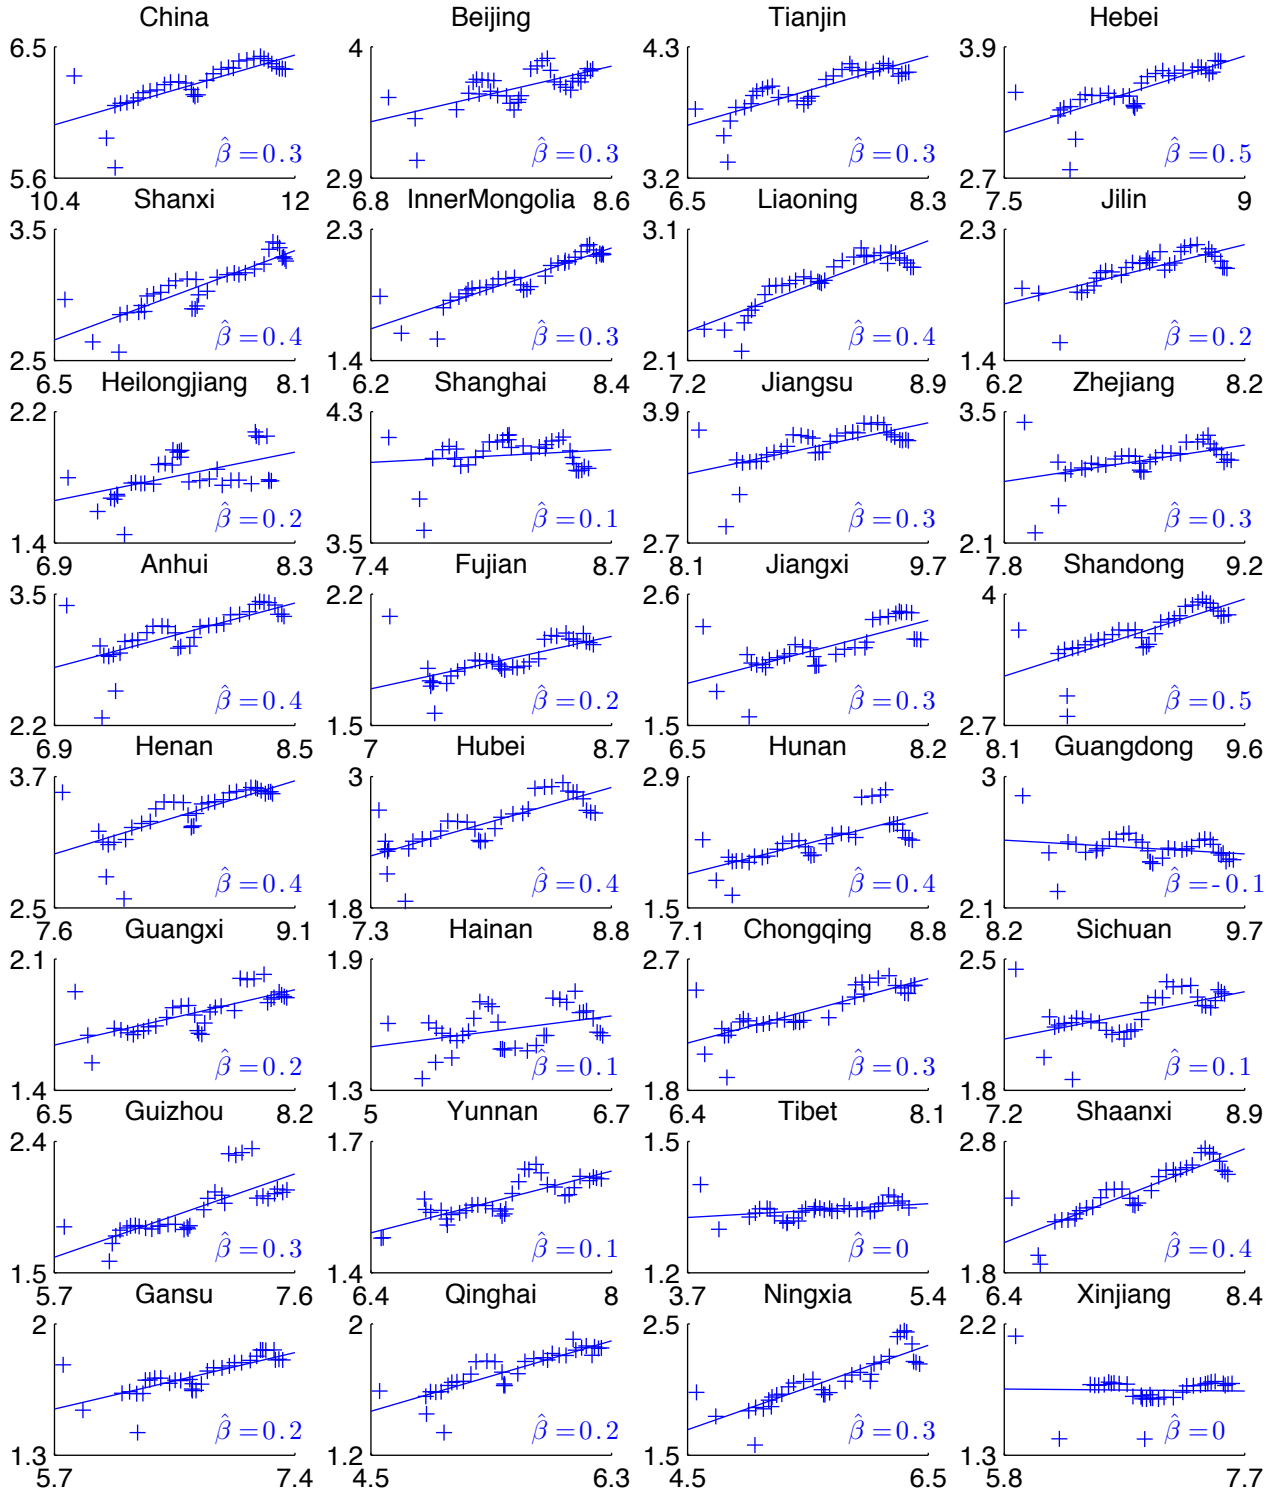 China Beijing Tianjin Hebei
6.5 4 4.3 3.9
β̂=0.3 β̂=0.3 β̂=0.3 β̂=0.5
5.6 2.9 3.2 2.7
10.4 12 6.8 8.6 6.5 8.3 7.5 9
Shanxi InnerMongolia Liaoning Jilin
3.5 2.3 3.1 2.3
β̂=0.4 β̂=0.3 β̂=0.4 β̂=0.2
2.5 1.4 2.1 1.4
6.5 8.1 6.2 8.4 7.2 8.9 6.2 8.2
Heilongjiang Shanghai Jiangsu Zhejiang
2.2 4.3 3.9 3.5
β̂=0.2 β̂=0.1 β̂=0.3 β̂=0.3
1.4 3.5 2.7 2.1
6.9 8.3 7.4 8.7 8.1 9.7 7.8 9.2
Anhui Fujian Jiangxi Shandong
3.5 2.2 2.6 4
β̂=0.4 β̂=0.2 β̂=0.3 β̂=0.5
2.2 1.5 1.5 2.7
6.9 8.5 7 8.7 6.5 8.2 8.1 9.6
Henan Hubei Hunan Guangdong
3.7 3 2.9 3
β̂=0.4 β̂=0.4 β̂=0.4 β̂=-0.1
2.5 1.8 1.5 2.1
7.6 9.1 7.3 8.8 7.1 8.8 8.2 9.7
Guangxi Hainan Chongqing Sichuan
2.1 1.9 2.7 2.5
β̂=0.2 β̂=0.1 β̂=0.3 β̂=0.1
1.4 1.3 1.8 1.8
6.5 8.2 5 6.7 6.4 8.1 7.2 8.9
Guizhou Yunnan Tibet Shaanxi
2.4 1.7 1.5 2.8
β̂=0.3 β̂=0.1 β̂=0 β̂=0.4
1.5 1.4 1.2 1.8
5.7 7.6 6.4 8 3.7 5.4 6.4 8.4
Gansu Qinghai Ningxia Xinjiang
2 2 2.5 2.2
β̂=0.2 β̂=0.2 β̂=0.3 β̂=0
1.3 1.2 1.5 1.3
5.7 7.4 4.5 6.3 4.5 6.5 5.8 7.7